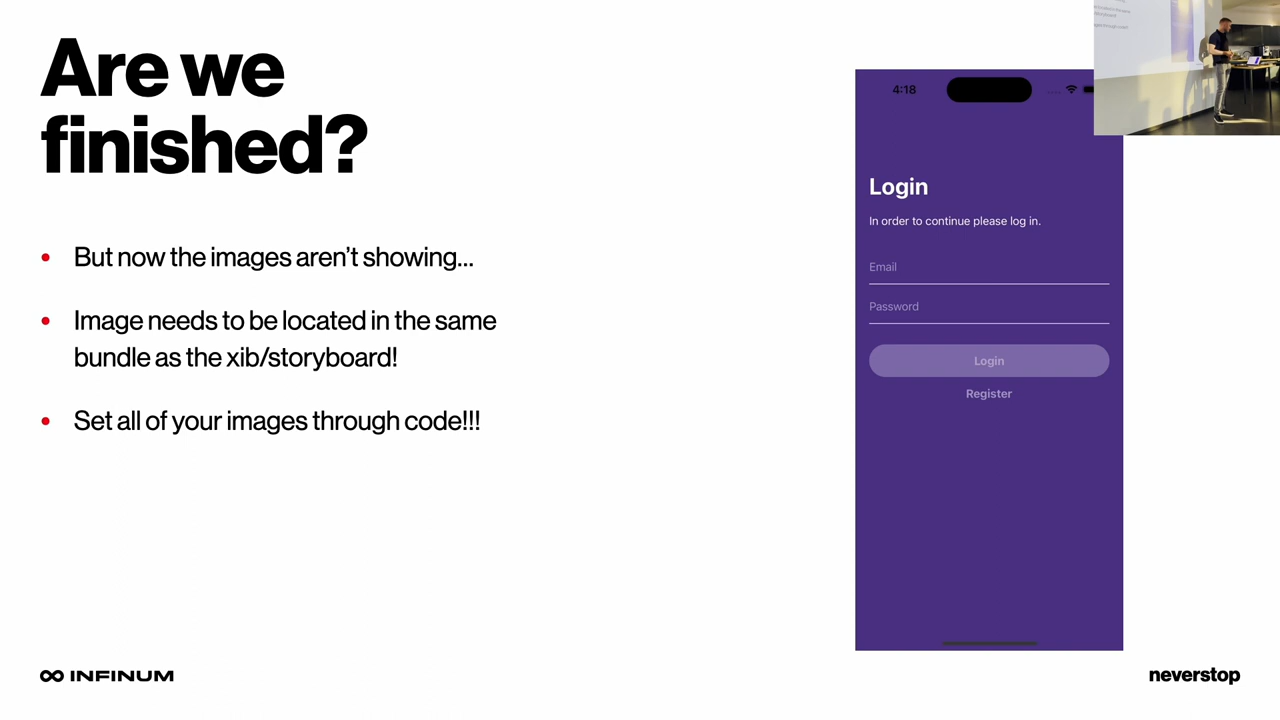 Are we
finished?
• But now the images aren’t showing...
• Image needs to be located in the same
bundle as the xib/storyboard!
• Set all of your images through code!!!
4:18
Login
In order to continue please log in.
Email
Password
Login
Register
INFINUM
neverstop